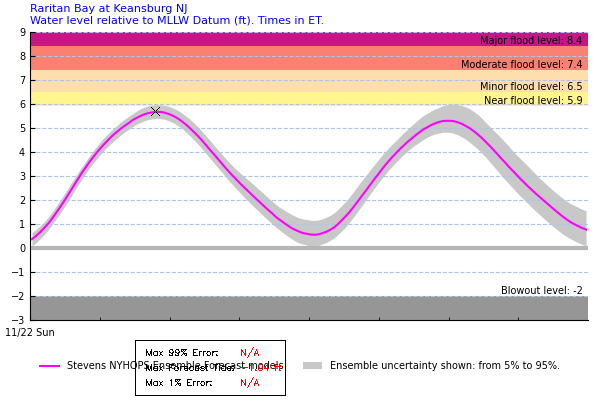 Raritan Bay at Keansburg NJ
Water level relative to MLLW Datum (ft). Times in ET.
9
Major flood level: 8.4
8
Moderate flood level: 7.4
7
Minor flood level: 6.5
6
Near flood level: 5.9
5
4
3
2
1
0
−1
−2
Blowout level: -2
−3
11/22 Sun
Max 99% Error: N/A
Stevens NYHOPS Ensemble Forecast models
Max Forecast Tide:
Ensemble uncertainty shown: from 5% to 95%.
Max 1% Error: N/A